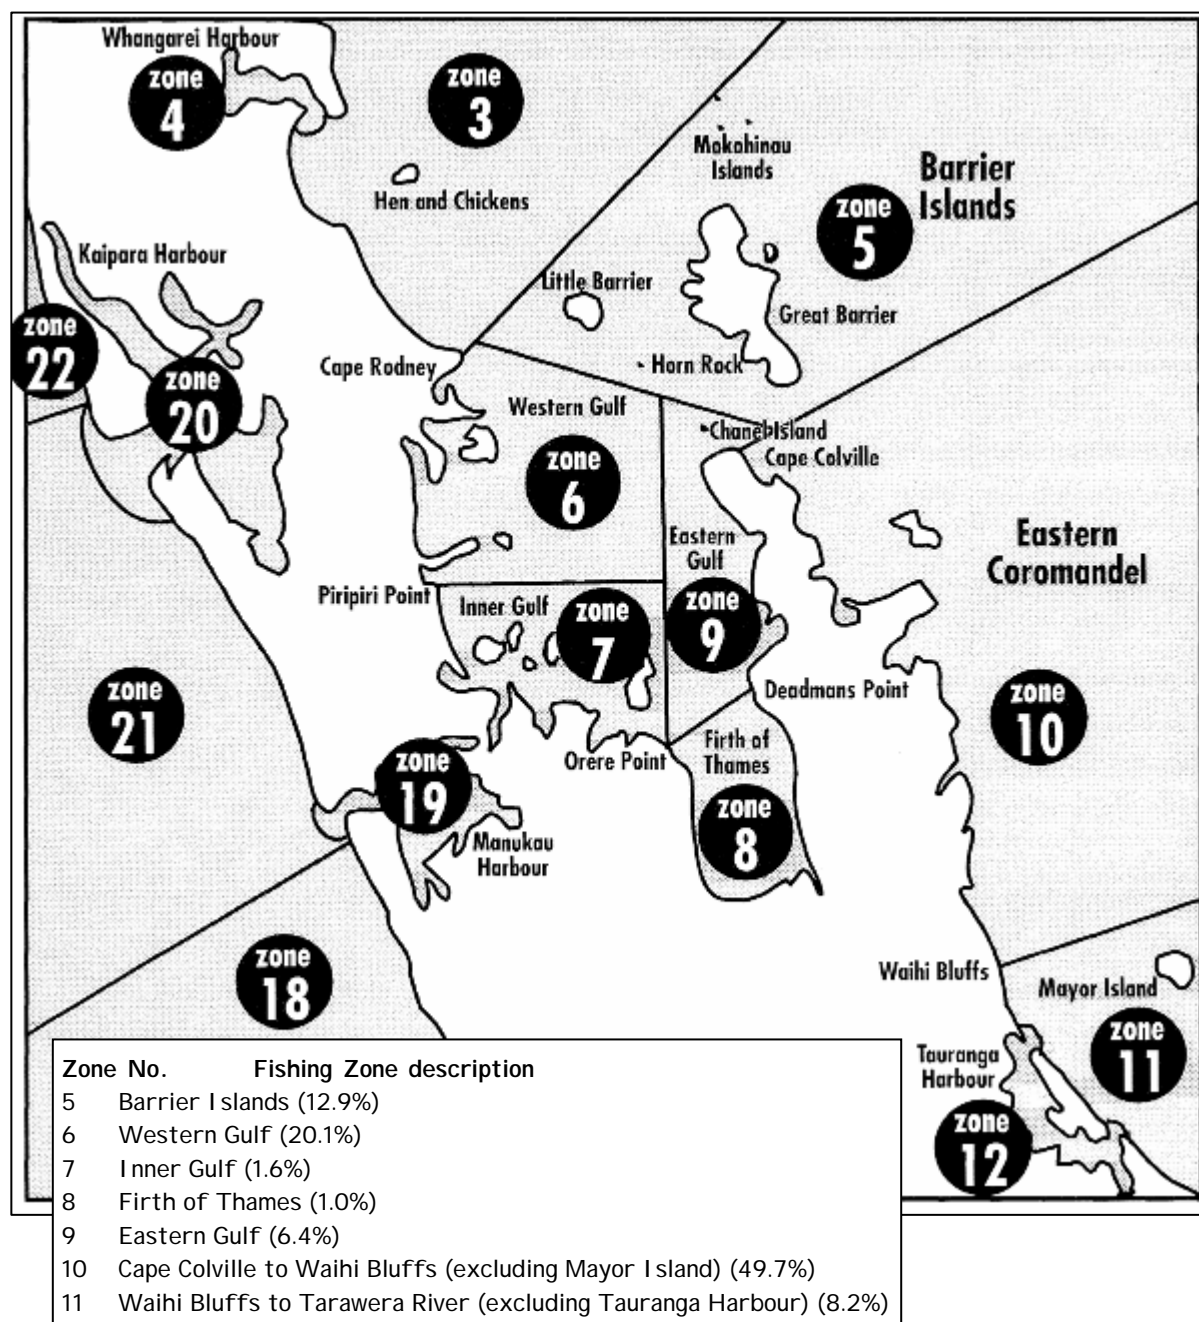 Whangarei Harbour
zone
4
zone
3
Hen and Chickens
Mokohinau
Islands
Barrier
Islands
zone
5
Kaipara Harbour
Little Barrier
Great Barrier
zone
22
zone
20
Cape Rodney
Horn Rock
Western Gulf
zone
6
Chanel Island
Cape Colville
Eastern
Gulf
Eastern
Coromandel
Piripiri Point
Inner Gulf
zone
7
zone
9
Deadmans Point
zone
21
zone
10
Orere Point
Firth of
Thames
zone
8
zone
19
Manukau
Harbour
zone
18
Waihi Bluffs
Mayor Island
zone
11
Tauranga
Harbour
zone
12
Zone No. Fishing Zone description
5 Barrier Islands (12.9%)
6 Western Gulf (20.1%)
7 Inner Gulf (1.6%)
8 Firth of Thames (1.0%)
9 Eastern Gulf (6.4%)
10 Cape Colville to Waihi Bluffs (excluding Mayor Island) (49.7%)
11 Waihi Bluffs to Tarawera River (excluding Tauranga Harbour) (8.2%)